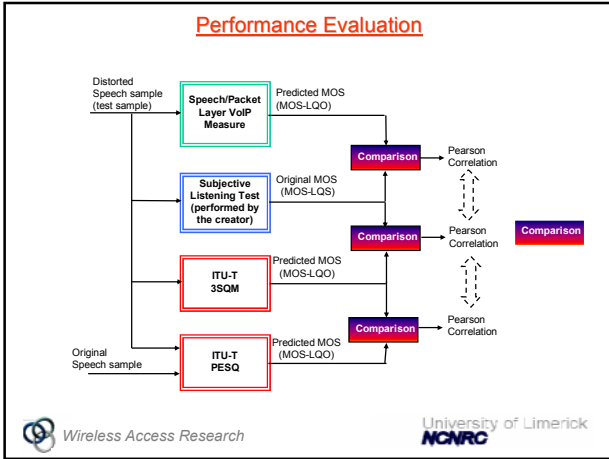 Performance Evaluation
Distorted
Speech sample
(test sample)
Speech/Packet
Layer VoIP
Measure
Predicted MOS
(MOS-LQO)
Comparison
Pearson
Correlation
Subjective
Listening Test
(performed by
the creator)
Original MOS
(MOS-LQS)
Comparison
Pearson
Correlation
Comparison
ITU-T
3SQM
Predicted MOS
(MOS-LQO)
Comparison
Pearson
Correlation
Original
Speech sample
ITU-T
PESQ
Predicted MOS
(MOS-LQO)
Wireless Access Research
University of Limerick
NCNRC